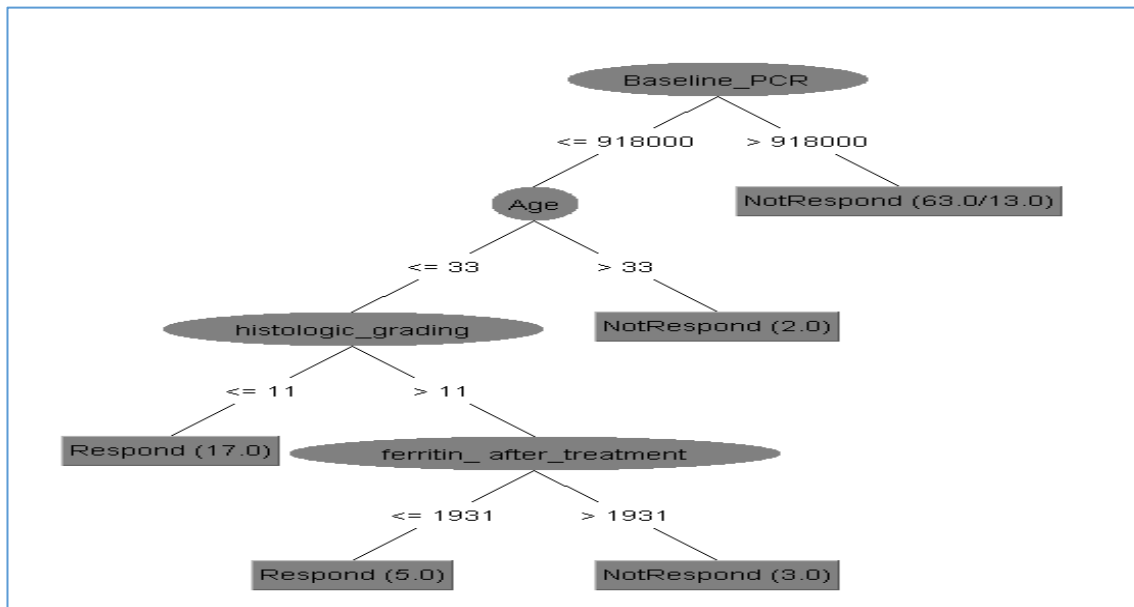 Baseline_PCR
<= 918000 > 918000
Age NotRespond (63.0/13.0)
<= 33 > 33
histologic_grading NotRespond (2.0)
<= 11 > 11
Respond (17.0) ferritin_ after_treatment
<= 1931 > 1931
Respond (5.0) NotRespond (3.0)